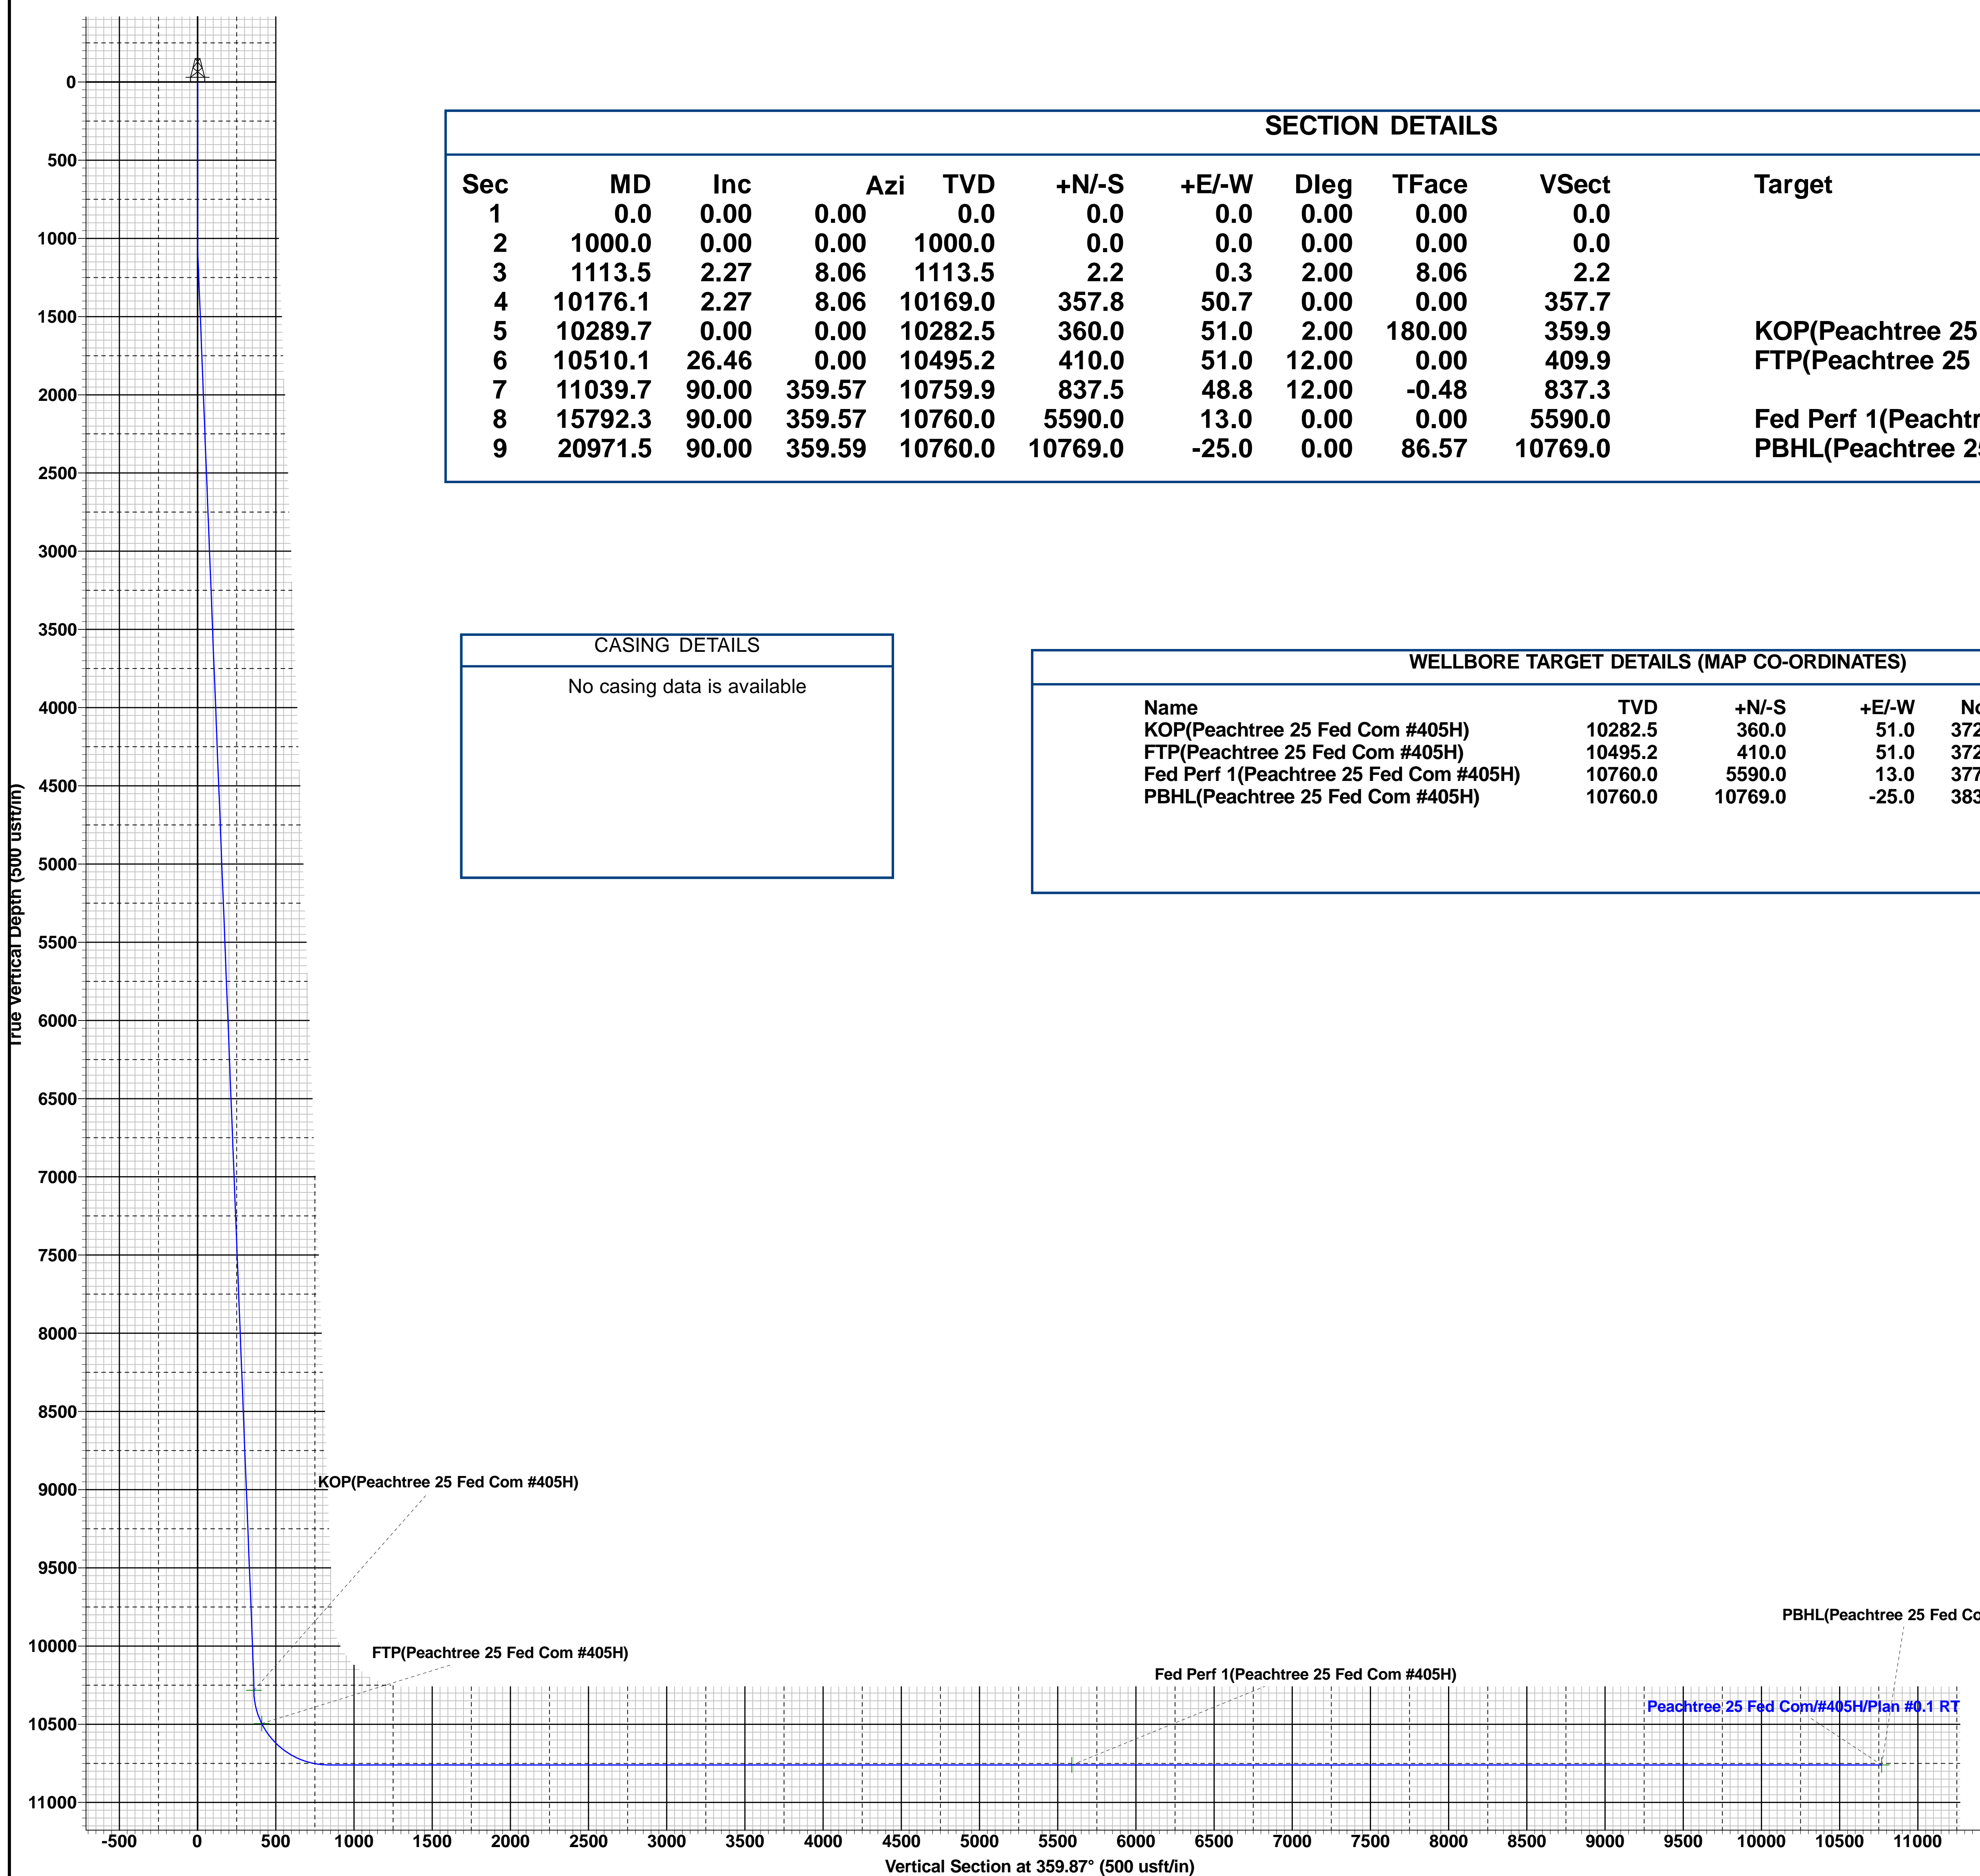 SECTION DETAILS
Sec MD Inc Azi TVD +N/-S +E/-W Dleg TFace VSect Target
1 0.0 0.00 0.00 0.0 0.0 0.0 0.00 0.00 0.0
2 1000.0 0.00 0.00 1000.0 0.0 0.0 0.00 0.00 0.0
3 1113.5 2.27 8.06 1113.5 2.2 0.3 2.00 8.06 2.2
4 10176.1 2.27 8.06 10169.0 357.8 50.7 0.00 0.00 357.7
5 10289.7 0.00 0.00 10282.5 360.0 51.0 2.00 180.00 359.9 KOP(Peachtree 25
6 10510.1 26.46 0.00 10495.2 410.0 51.0 12.00 0.00 409.9 FTP(Peachtree 25
7 11039.7 90.00 359.57 10759.9 837.5 48.8 12.00 -0.48 837.3
8 15792.3 90.00 359.57 10760.0 5590.0 13.0 0.00 0.00 5590.0 Fed Perf 1(Peachtr
9 20971.5 90.00 359.59 10760.0 10769.0 -25.0 0.00 86.57 10769.0 PBHL(Peachtree 25
CASING DETAILS
No casing data is available
WELLBORE TARGET DETAILS (MAP CO-ORDINATES)
Name TVD +N/-S +E/-W No
KOP(Peachtree 25 Fed Com #405H) 10282.5 360.0 51.0 372
FTP(Peachtree 25 Fed Com #405H) 10495.2 410.0 51.0 372
Fed Perf 1(Peachtree 25 Fed Com #405H) 10760.0 5590.0 13.0 377
PBHL(Peachtree 25 Fed Com #405H) 10760.0 10769.0 -25.0 383
True Vertical Depth (500 usft/in)
0
500
1000
1500
2000
2500
3000
3500
4000
4500
5000
5500
6000
6500
7000
7500
8000
8500
9000
9500
10000
10500
11000
KOP(Peachtree 25 Fed Com #405H)
FTP(Peachtree 25 Fed Com #405H)
Fed Perf 1(Peachtree 25 Fed Com #405H)
PBHL(Peachtree 25 Fed Co
Peachtree 25 Fed Com/#405H/Plan #0.1 RT
-500 0 500 1000 1500 2000 2500 3000 3500 4000 4500 5000 5500 6000 6500 7000 7500 8000 8500 9000 9500 10000 10500 11000
Vertical Section at 359.87° (500 usft/in)